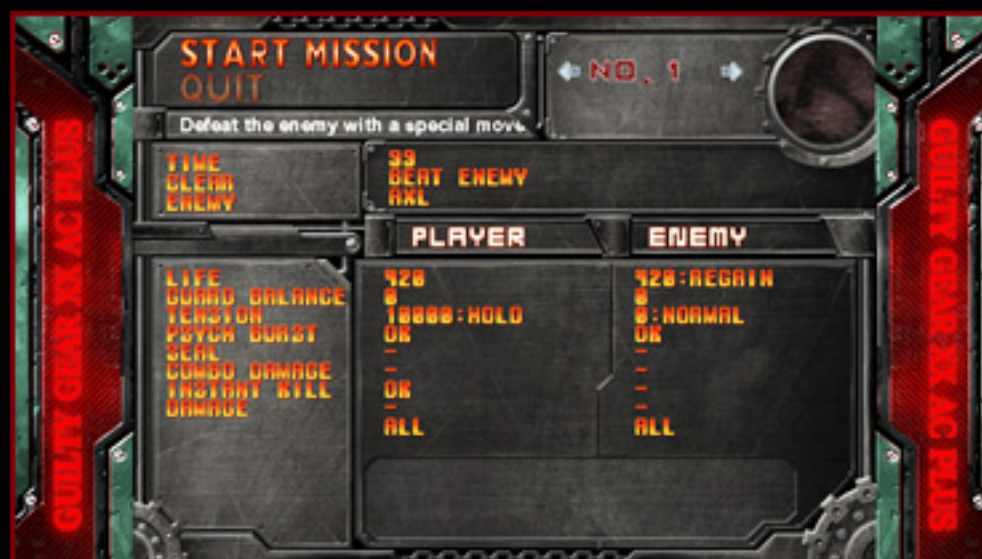 START MISSION
QUIT
NO. 1
Defeat the enemy with a special move.
TIME 99
CLEAR BEAT ENEMY
ENEMY AXL
PLAYER ENEMY
LIFE 420 420:REGAIN
GUARD BALANCE 0 0
TENSION 10000:HOLD 0:NORMAL
PSYCH BURST OK OK
SEAL - -
COMBO DAMAGE - -
INSTANT KILL OK -
DAMAGE - -
ALL ALL
GUILTY GEAR XX AC PLUS
GUILTY GEAR XX AC PLUS